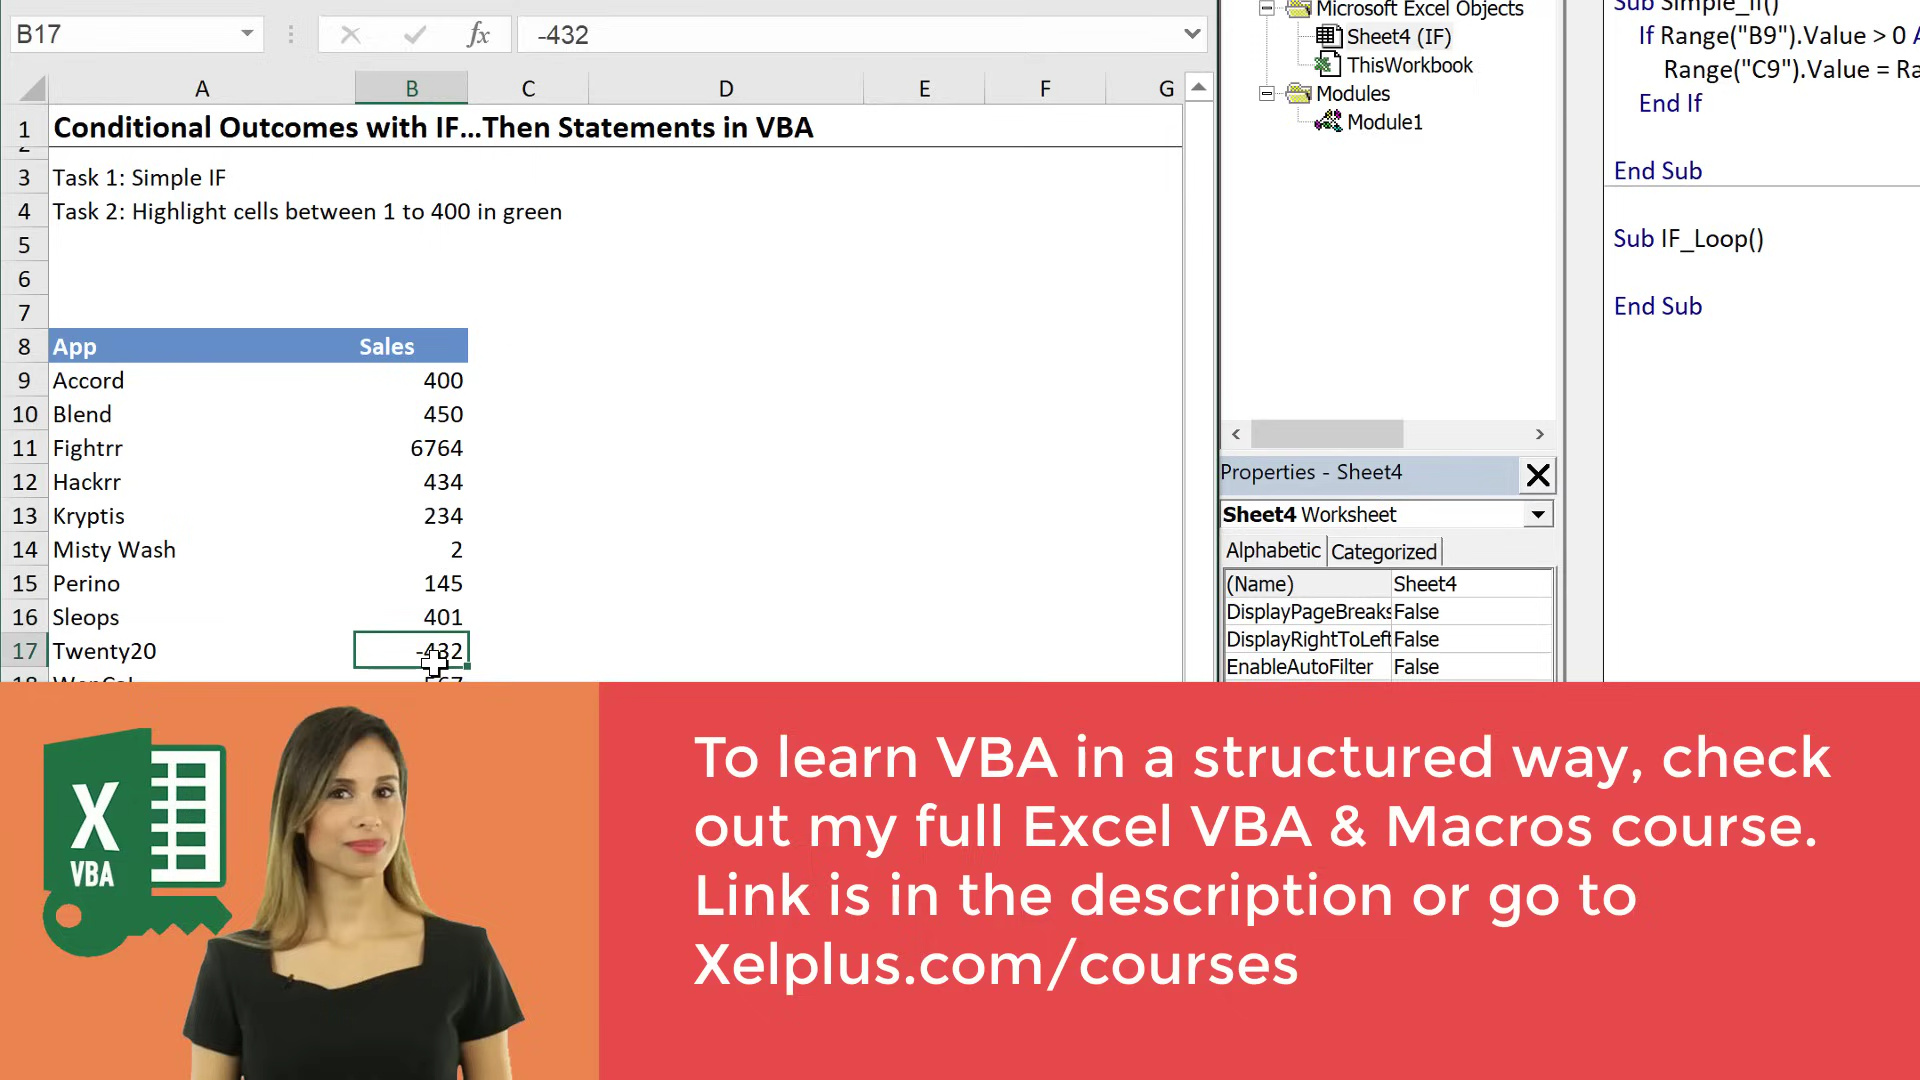 B17
fx
-432
A B C D E F G
1 Conditional Outcomes with IF...Then Statements in VBA
2
3 Task 1: Simple IF
4 Task 2: Highlight cells between 1 to 400 in green
5
6
7
8 App Sales
9 Accord 400
10 Blend 450
11 Fightrr 6764
12 Hackrr 434
13 Kryptis 234
14 Misty Wash 2
15 Perino 145
16 Sleops 401
17 Twenty20 -432
Microsoft Excel Objects
Sheet4 (IF)
ThisWorkbook
Modules
Module1
Properties - Sheet4
Sheet4 Worksheet
Alphabetic Categorized
(Name) Sheet4
DisplayPageBreaks False
DisplayRightToLeft False
EnableAutoFilter False
Sub Simple_If()
If Range("B9").Value > 0 A
Range("C9").Value = Ra
End If
End Sub
Sub IF_Loop()
End Sub
X
VBA
To learn VBA in a structured way, check
out my full Excel VBA & Macros course.
Link is in the description or go to
Xelplus.com/courses